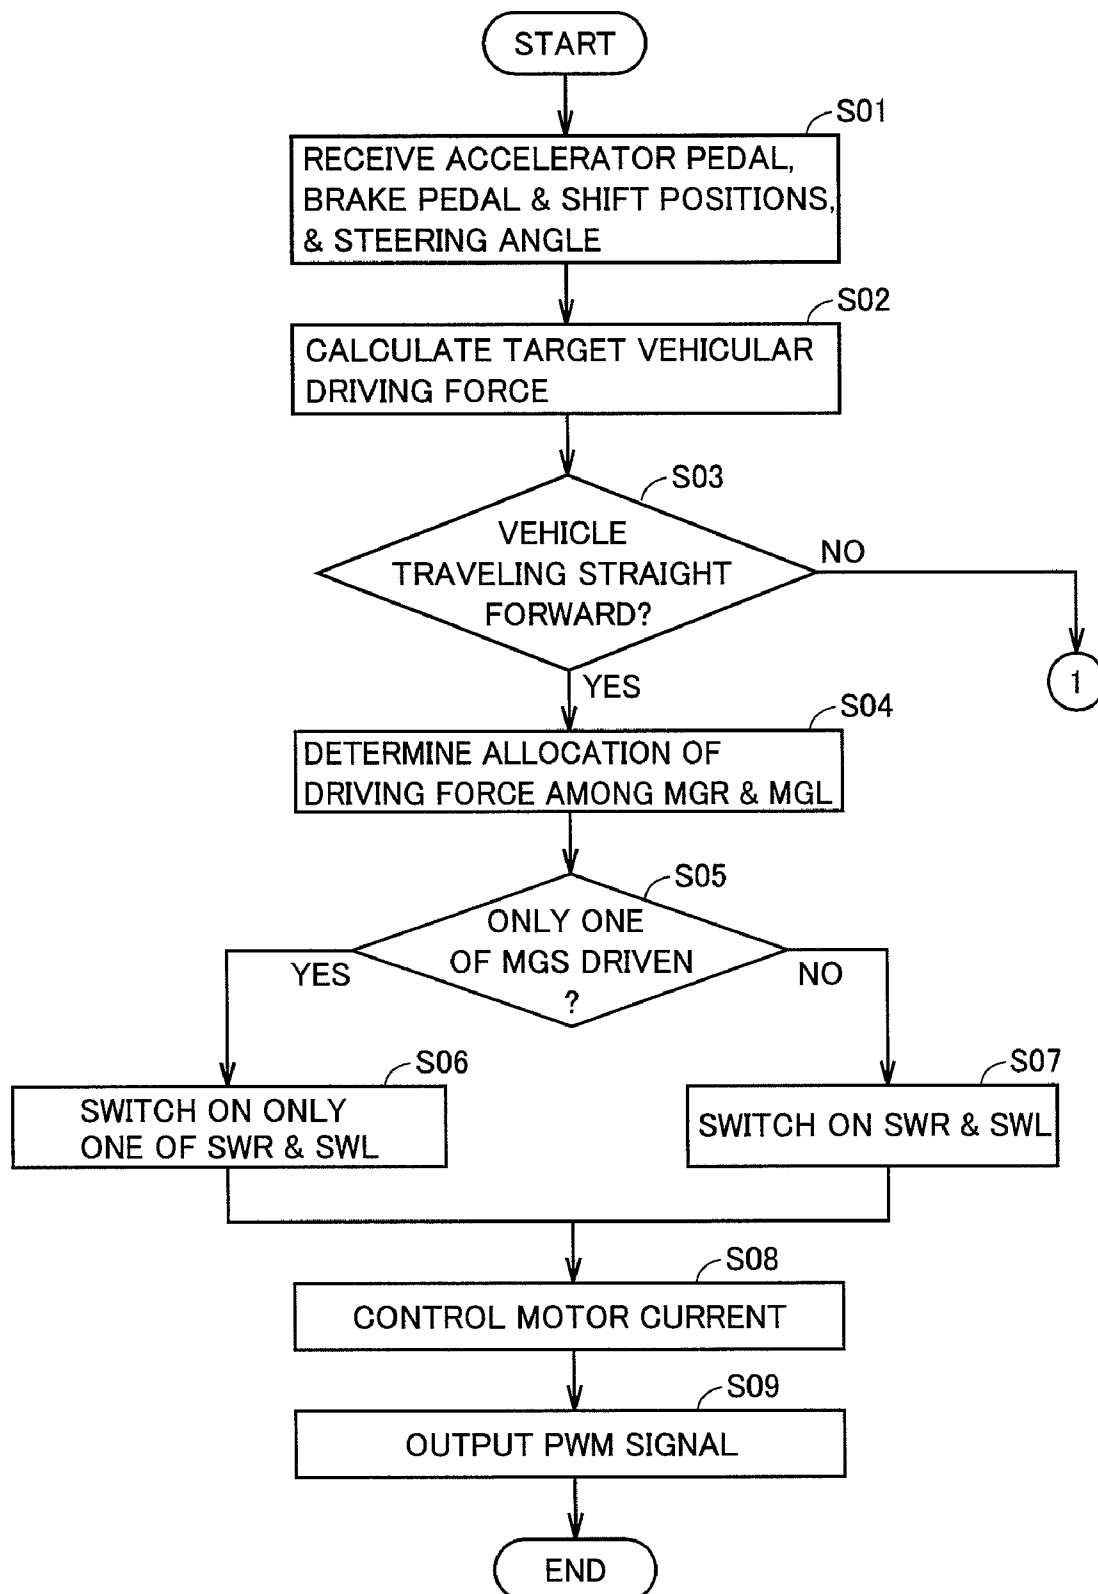 START
S01
RECEIVE ACCELERATOR PEDAL,
BRAKE PEDAL & SHIFT POSITIONS,
& STEERING ANGLE
S02
CALCULATE TARGET VEHICULAR
DRIVING FORCE
S03
VEHICLE
TRAVELING STRAIGHT
FORWARD?
NO
1
YES
S04
DETERMINE ALLOCATION OF
DRIVING FORCE AMONG MGR & MGL
S05
ONLY ONE
OF MGS DRIVEN
?
YES
NO
S06
SWITCH ON ONLY
ONE OF SWR & SWL
S07
SWITCH ON SWR & SWL
S08
CONTROL MOTOR CURRENT
S09
OUTPUT PWM SIGNAL
END